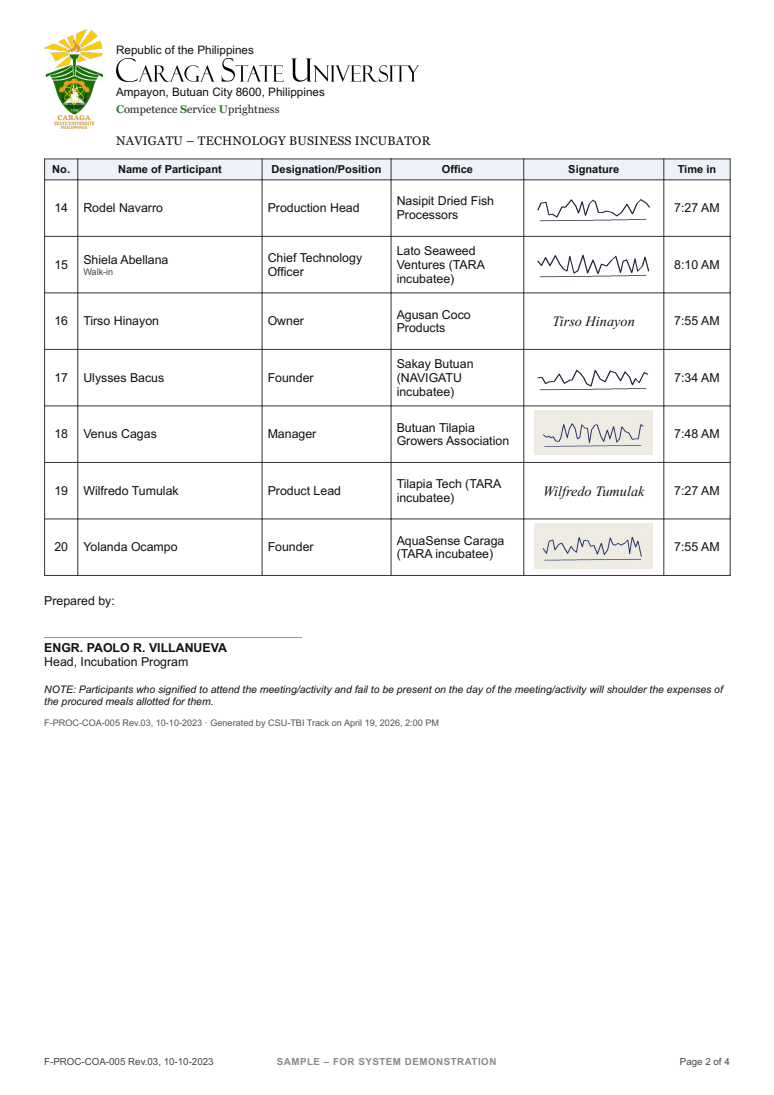 Republic of the Philippines
CARAGA STATE UNIVERSITY
Ampayon, Butuan City 8600, Philippines
Competence Service Uprightness
CARAGA
STATE UNIVERSITY
PHILIPPINES
NAVIGATU – TECHNOLOGY BUSINESS INCUBATOR
No. Name of Participant Designation/Position Office Signature Time in
14 Rodel Navarro Production Head Nasipit Dried Fish Processors 7:27 AM
15 Shiela Abellana Walk-in Chief Technology Officer Lato Seaweed Ventures (TARA incubatee) 8:10 AM
16 Tirso Hinayon Owner Agusan Coco Products Tirso Hinayon 7:55 AM
17 Ulysses Bacus Founder Sakay Butuan (NAVIGATU incubatee) 7:34 AM
18 Venus Cagas Manager Butuan Tilapia Growers Association 7:48 AM
19 Wilfredo Tumulak Product Lead Tilapia Tech (TARA incubatee) Wilfredo Tumulak 7:27 AM
20 Yolanda Ocampo Founder AquaSense Caraga (TARA incubatee) 7:55 AM
Prepared by:
ENGR. PAOLO R. VILLANUEVA
Head, Incubation Program
NOTE: Participants who signified to attend the meeting/activity and fail to be present on the day of the meeting/activity will shoulder the expenses of
the procured meals allotted for them.
F-PROC-COA-005 Rev.03, 10-10-2023 · Generated by CSU-TBI Track on April 19, 2026, 2:00 PM
F-PROC-COA-005 Rev.03, 10-10-2023 SAMPLE – FOR SYSTEM DEMONSTRATION Page 2 of 4